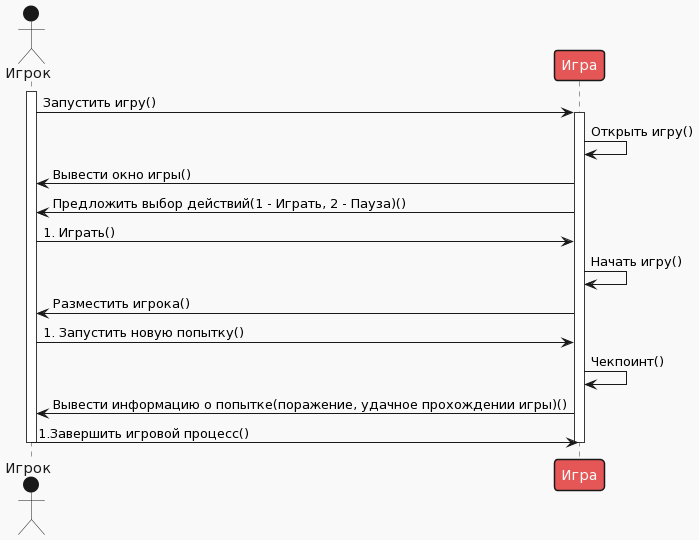 Игрок
Игра
Запустить игру()
Открыть игру()
Вывести окно игры()
Предложить выбор действий(1 - Играть, 2 - Пауза)()
1. Играть()
Начать игру()
Разместить игрока()
1. Запустить новую попытку()
Чекпоинт()
Вывести информацию о попытке(поражение, удачное прохождении игры)()
1.Завершить игровой процесс()
Игрок
Игра